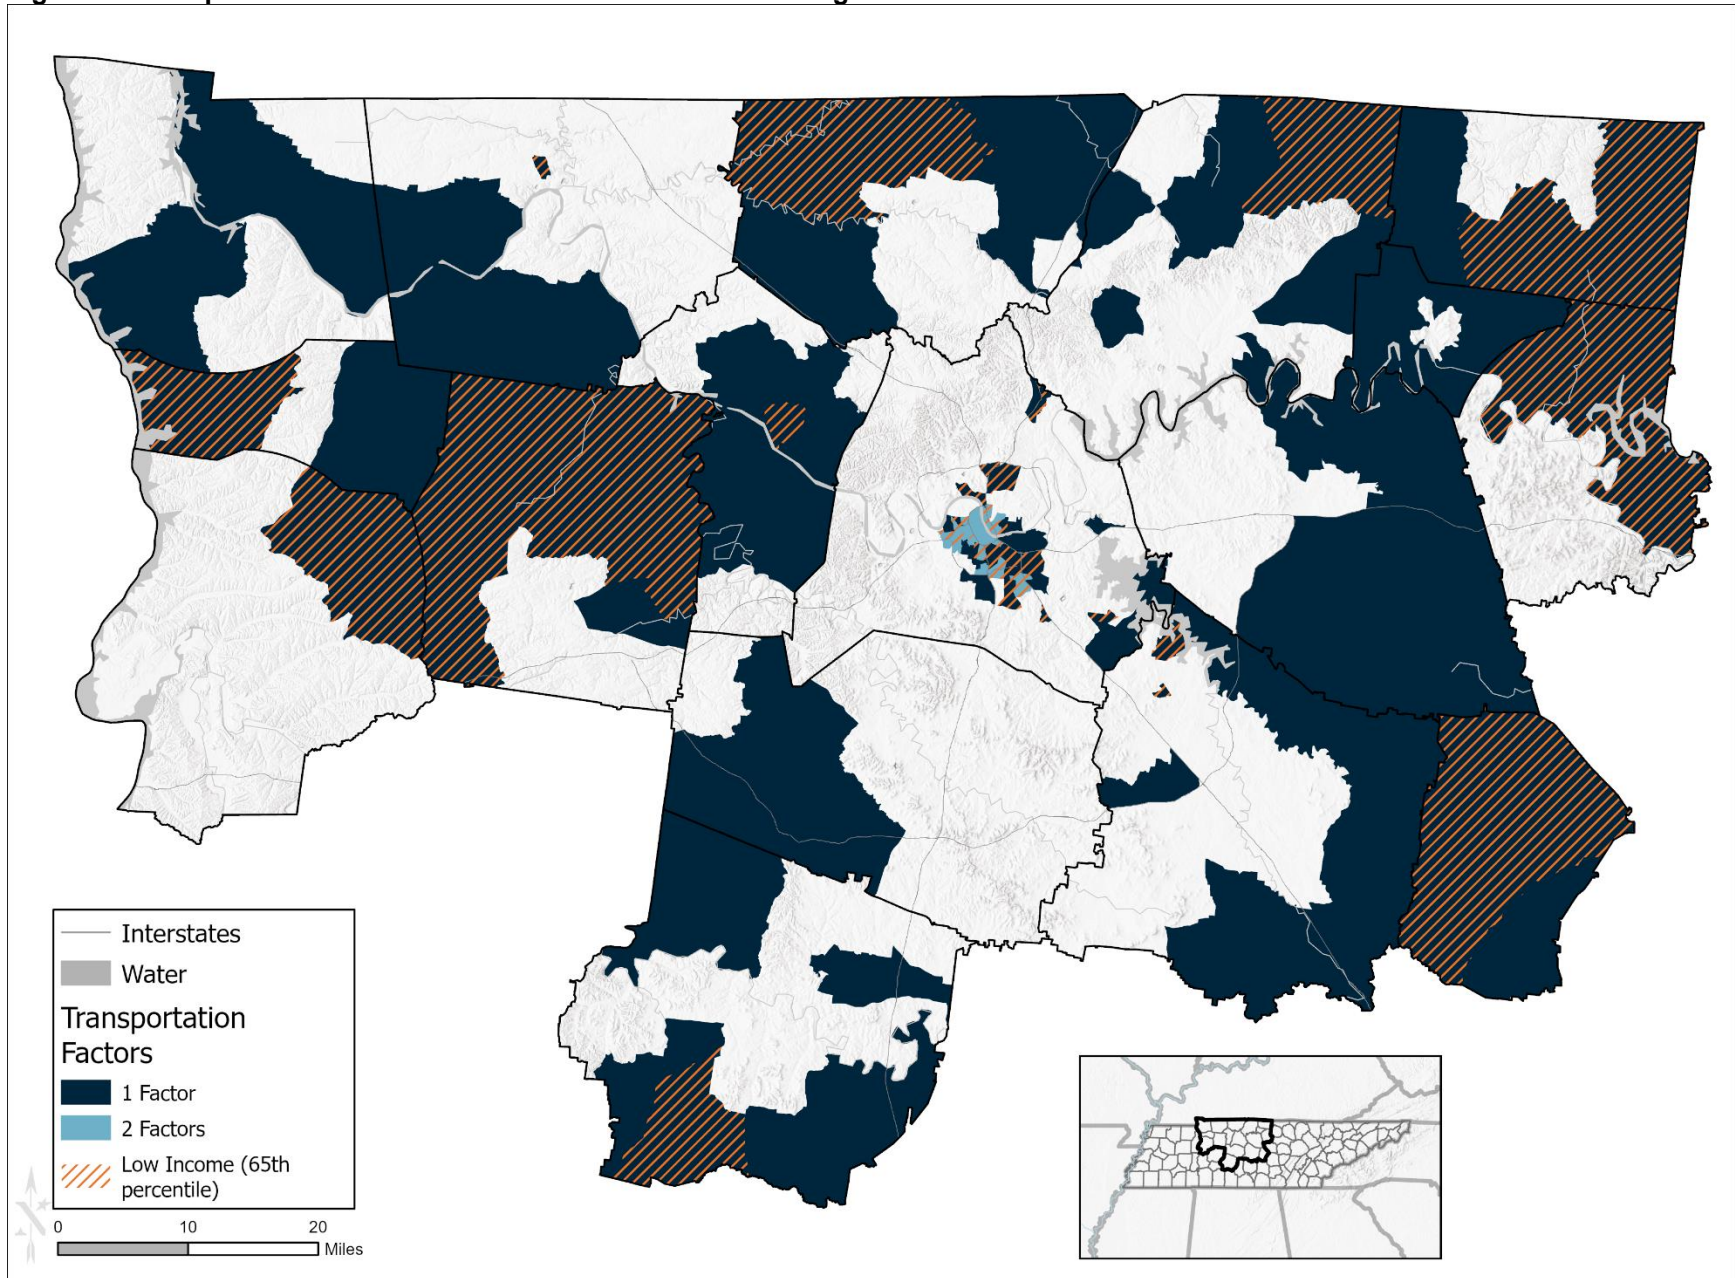 Interstates
Water
Transportation
Factors
1 Factor
2 Factors
Low Income (65th
percentile)
0 10 20
Miles